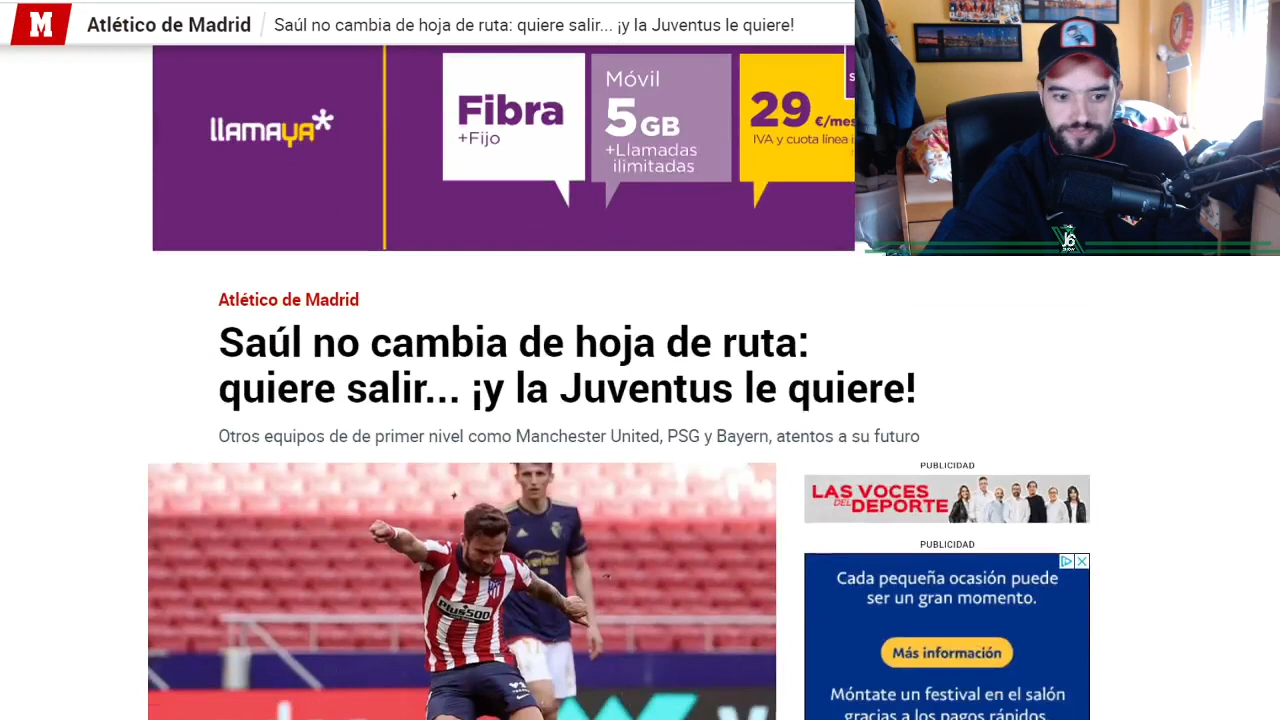 M Atlético de Madrid Saúl no cambia de hoja de ruta: quiere salir... ¡y la Juventus le quiere!
llamaya*
Fibra
+Fijo
Móvil
5 GB
+Llamadas
ilimitadas
29 €/mes
IVA y cuota línea
J6
Atlético de Madrid
Saúl no cambia de hoja de ruta:
quiere salir... ¡y la Juventus le quiere!
Otros equipos de de primer nivel como Manchester United, PSG y Bayern, atentos a su futuro
PUBLICIDAD
LAS VOCES
DEL DEPORTE
PUBLICIDAD
Cada pequeña ocasión puede
ser un gran momento.
Más información
Móntate un festival en el salón
gracias a los pagos rápidos
Plus500